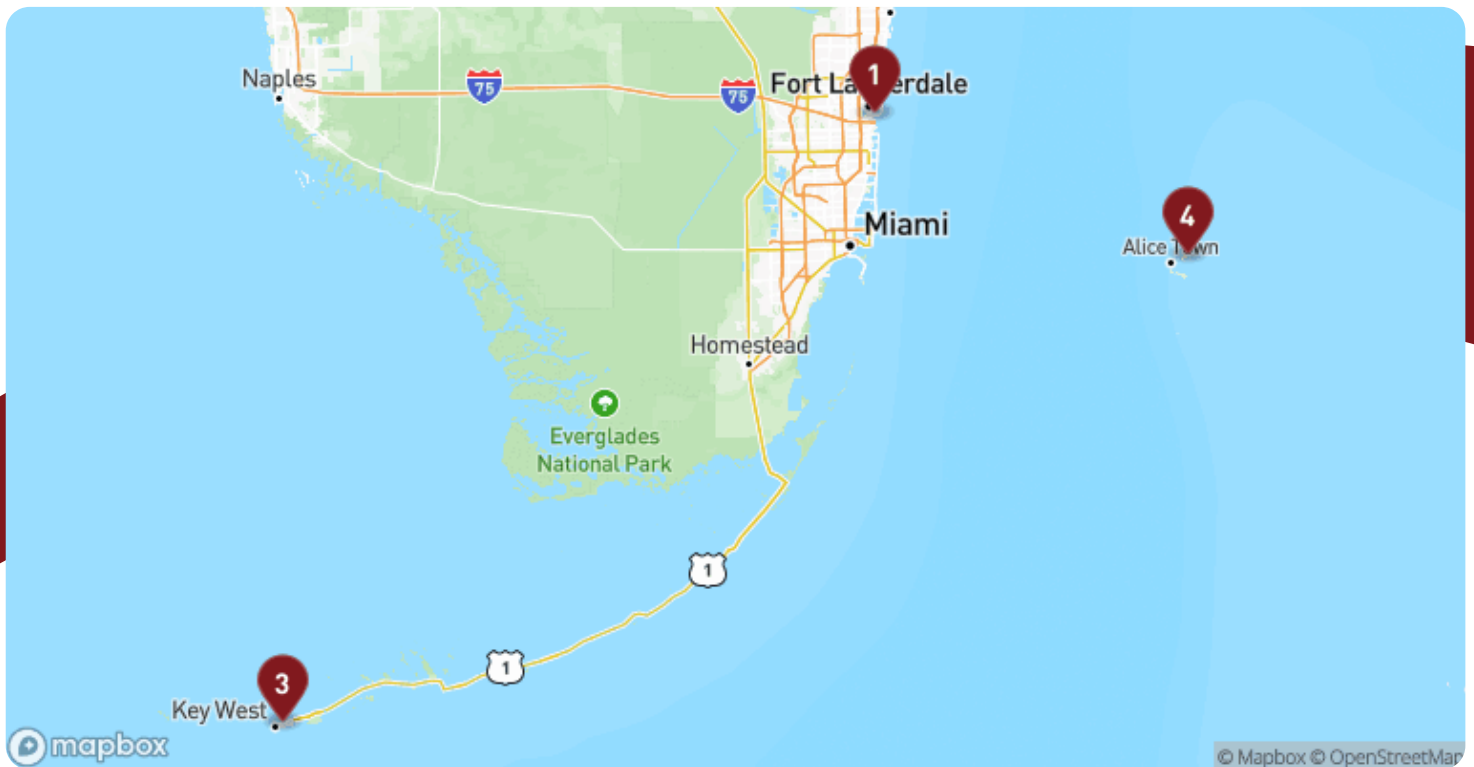 Naples
75
75
Fort Lauderdale
1
Miami
4
Alice Town
Homestead
Everglades
National Park
1
1
3
Key West
mapbox
© Mapbox © OpenStreetMap